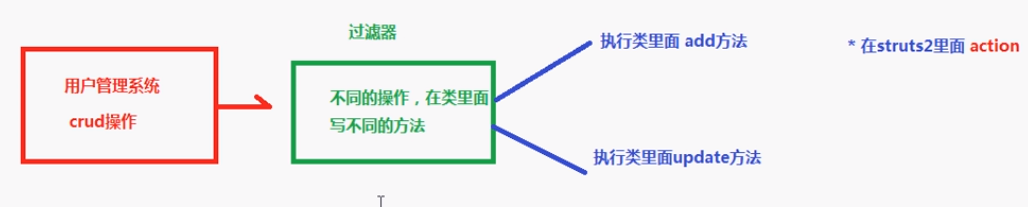 过滤器
用户管理系统
crud操作
不同的操作，在类里面
写不同的方法
执行类里面 add方法
执行类里面update方法
* 在struts2里面 action